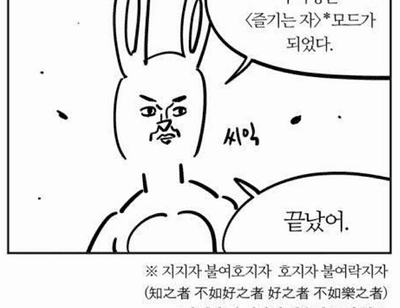 〈즐기는 자〉*모드가
되었다.
씨익
끝났어.
※ 지지자 불여호지자 호지자 불여락지자
(知之者 不如好之者 好之者 不如樂之者)